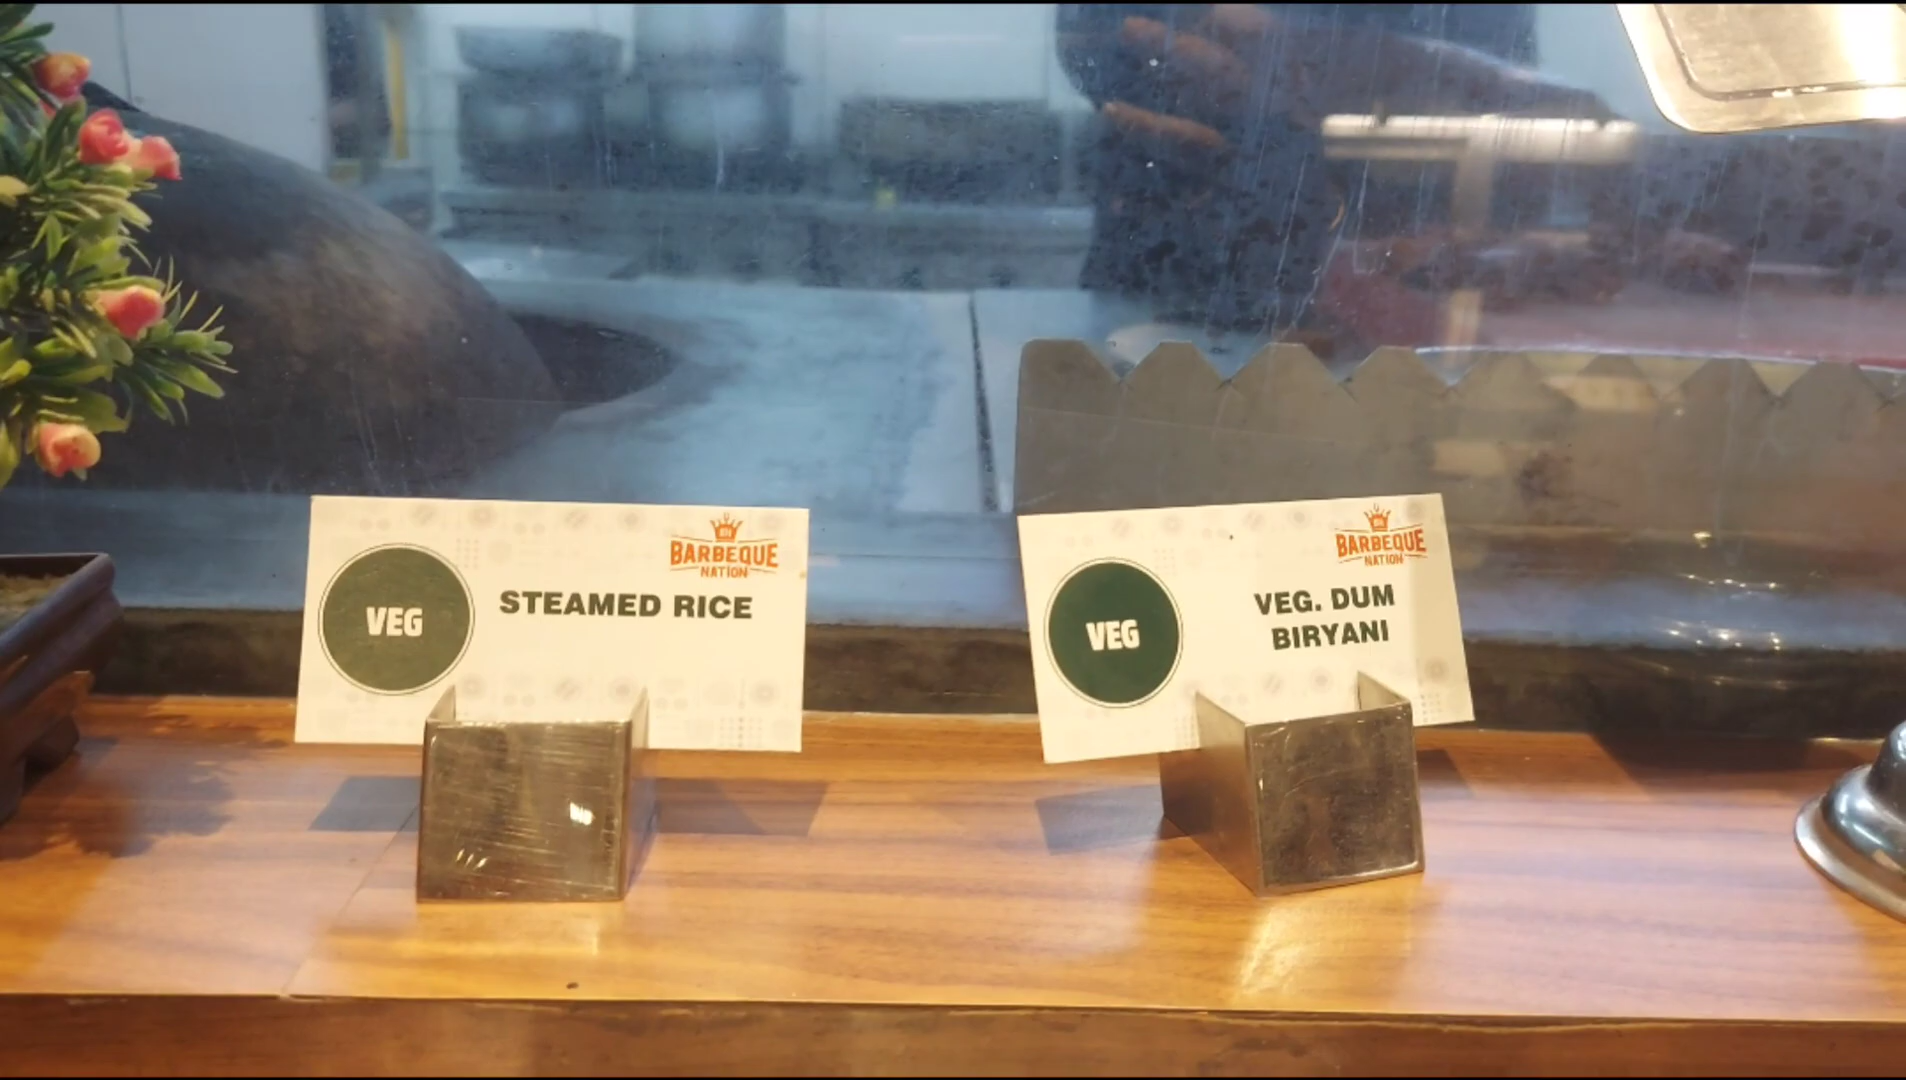 BARBEQUE
NATION
VEG
STEAMED RICE
BARBEQUE
NATION
VEG
VEG. DUM
BIRYANI